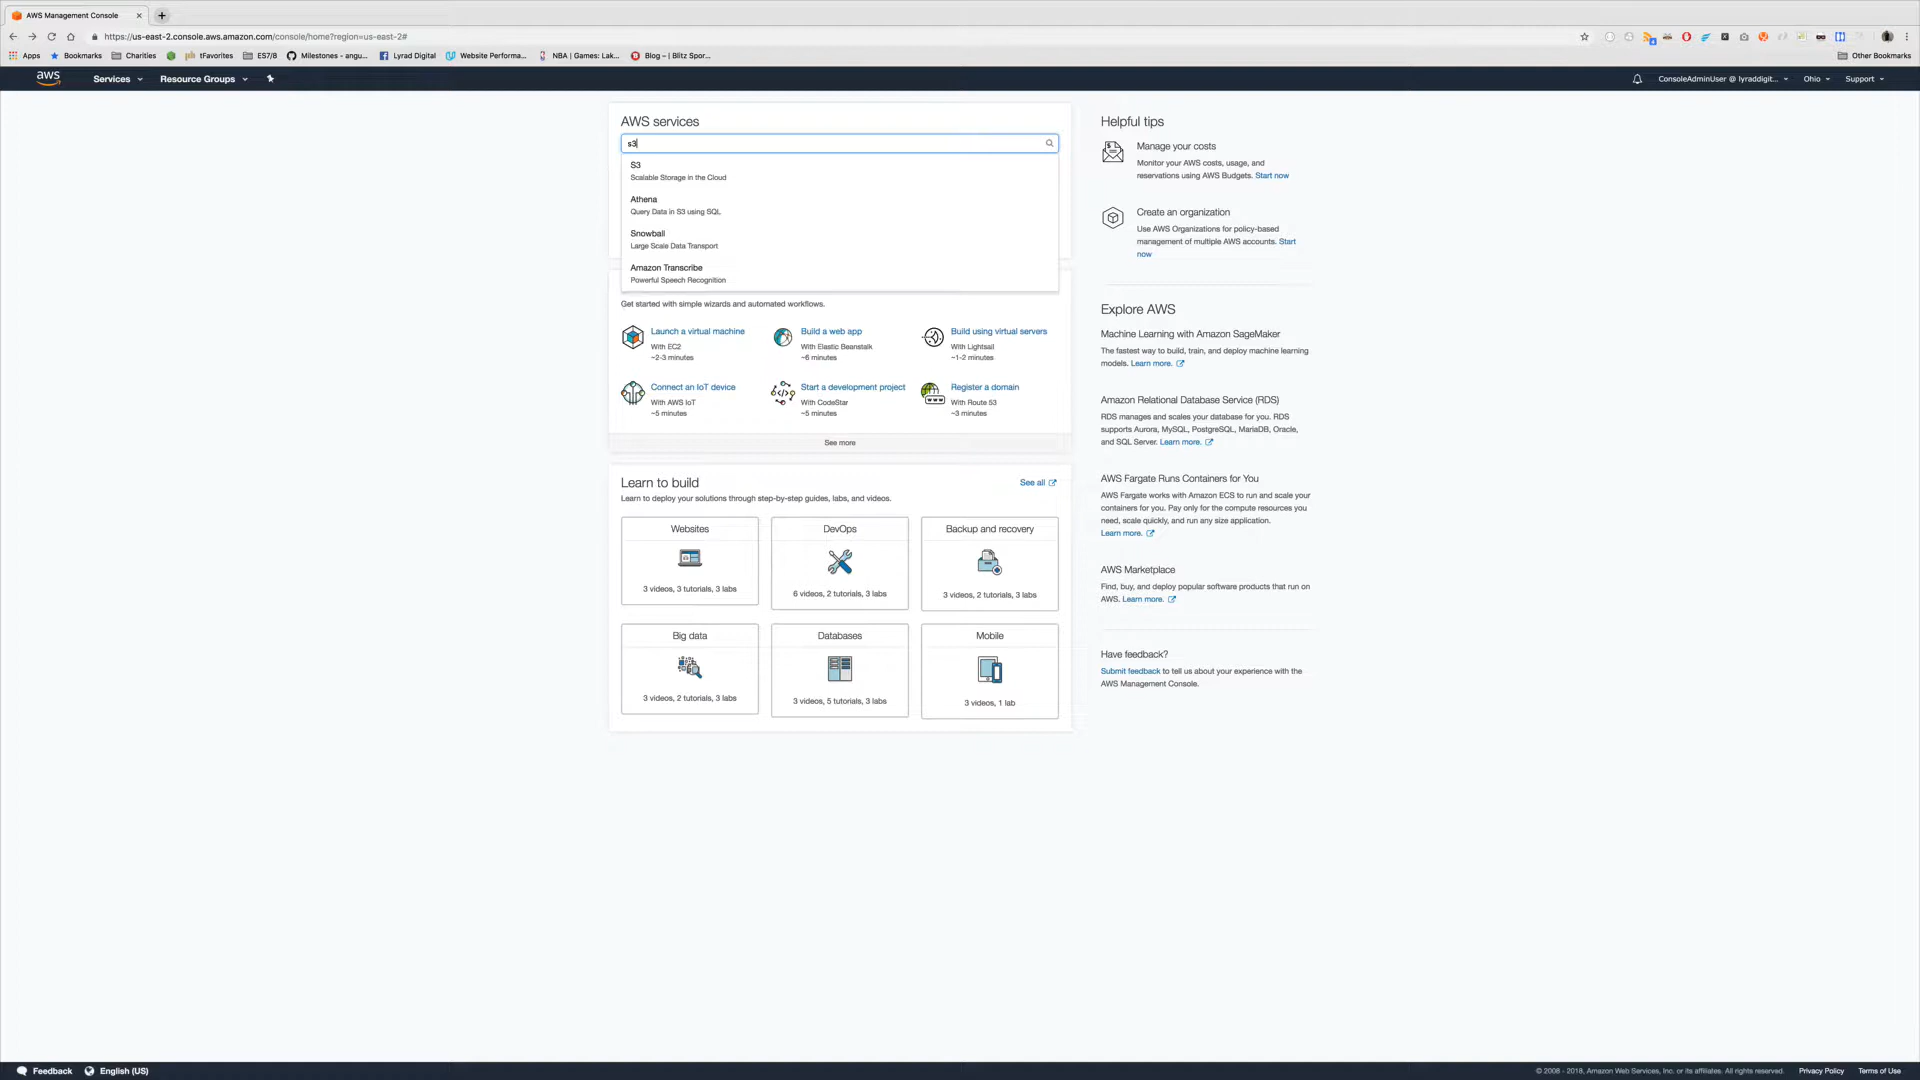 AWS Management Console
https://us-east-2.console.aws.amazon.com/console/home?region=us-east-2#
Apps
Bookmarks
Charities
tFavorites
ES7/8
Milestones - angu...
Lyrad Digital
Website Performa...
NBA | Games: Lak...
Blog – | Blitz Spor...
Other Bookmarks
aws
Services
Resource Groups
ConsoleAdminUser @ lyraddigit...
Ohio
Support
AWS services
s3
S3
Scalable Storage in the Cloud
Athena
Query Data in S3 using SQL
Snowball
Large Scale Data Transport
Amazon Transcribe
Powerful Speech Recognition
Get started with simple wizards and automated workflows.
Launch a virtual machine
With EC2
~2-3 minutes
Build a web app
With Elastic Beanstalk
~6 minutes
Build using virtual servers
With Lightsail
~1-2 minutes
Connect an IoT device
With AWS IoT
~5 minutes
Start a development project
With CodeStar
~5 minutes
Register a domain
With Route 53
~3 minutes
See more
Learn to build
See all
Learn to deploy your solutions through step-by-step guides, labs, and videos.
Websites
3 videos, 3 tutorials, 3 labs
DevOps
6 videos, 2 tutorials, 3 labs
Backup and recovery
3 videos, 2 tutorials, 3 labs
Big data
3 videos, 2 tutorials, 3 labs
Databases
3 videos, 5 tutorials, 3 labs
Mobile
3 videos, 1 lab
Helpful tips
Manage your costs
Monitor your AWS costs, usage, and
reservations using AWS Budgets. Start now
Create an organization
Use AWS Organizations for policy-based
management of multiple AWS accounts. Start
now
Explore AWS
Machine Learning with Amazon SageMaker
The fastest way to build, train, and deploy machine learning
models. Learn more.
Amazon Relational Database Service (RDS)
RDS manages and scales your database for you. RDS
supports Aurora, MySQL, PostgreSQL, MariaDB, Oracle,
and SQL Server. Learn more.
AWS Fargate Runs Containers for You
AWS Fargate works with Amazon ECS to run and scale your
containers for you. Pay only for the compute resources you
need, scale quickly, and run any size application.
Learn more.
AWS Marketplace
Find, buy, and deploy popular software products that run on
AWS. Learn more.
Have feedback?
Submit feedback to tell us about your experience with the
AWS Management Console.
Feedback
English (US)
© 2008 - 2018, Amazon Web Services, Inc. or its affiliates. All rights reserved.
Privacy Policy
Terms of Use